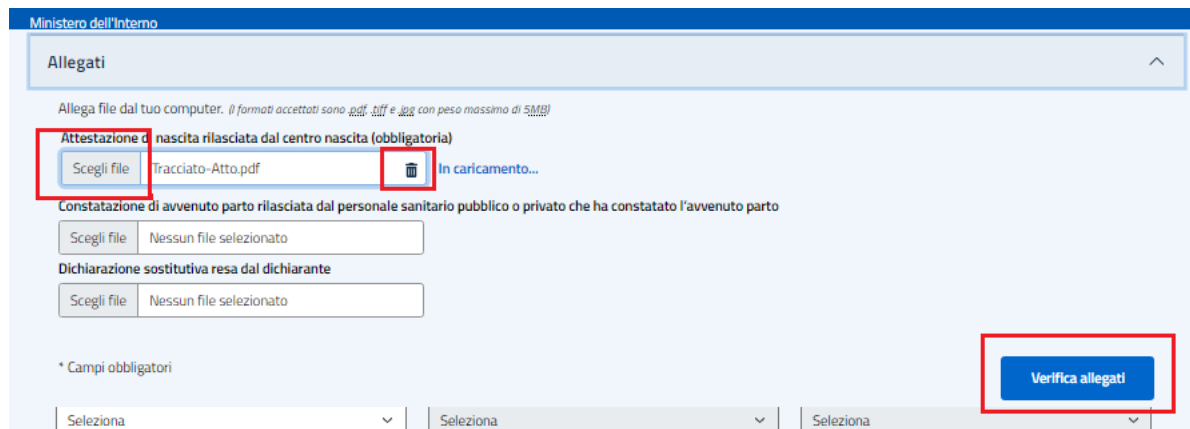 Ministero dell'Interno
Allegati
Allega file dal tuo computer. (I formati accettati sono .pdf, .tiff e .jpg con peso massimo di 5MB)
Attestazione di nascita rilasciata dal centro nascita (obbligatoria)
Scegli file Tracciato-Atto.pdf In caricamento...
Constatazione di avvenuto parto rilasciata dal personale sanitario pubblico o privato che ha constatato l'avvenuto parto
Scegli file Nessun file selezionato
Dichiarazione sostitutiva resa dal dichiarante
Scegli file Nessun file selezionato
* Campi obbligatori
Verifica allegati
Seleziona Seleziona Seleziona